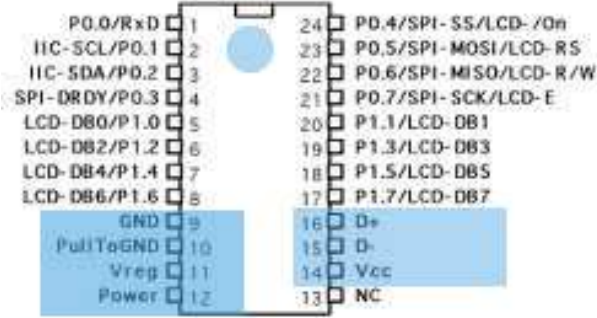 P0.0/RxD 1 24 P0.4/SPI-SS/LCD-/On
IIC-SCL/P0.1 2 23 P0.5/SPI-MOSI/LCD-RS
IIC-SDA/P0.2 3 22 P0.6/SPI-MISO/LCD-R/W
SPI-DRDY/P0.3 4 21 P0.7/SPI-SCK/LCD-E
LCD-DB0/P1.0 5 20 P1.1/LCD-DB1
LCD-DB2/P1.2 6 19 P1.3/LCD-DB3
LCD-DB4/P1.4 7 18 P1.5/LCD-DB5
LCD-DB6/P1.6 8 17 P1.7/LCD-DB7
GND 9 16 D+
PullToGND 10 15 D-
Vreg 11 14 Vcc
Power 12 13 NC